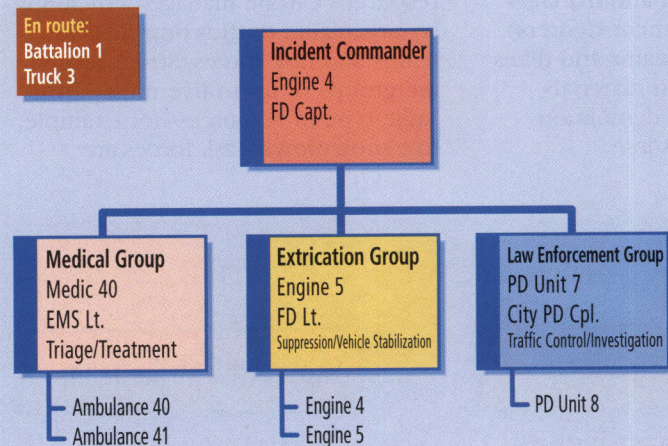 En route:
Battalion 1
Truck 3
Incident Commander
Engine 4
FD Capt.
Medical Group
Medic 40
EMS Lt.
Triage/Treatment
Ambulance 40
Ambulance 41
Extrication Group
Engine 5
FD Lt.
Suppression/Vehicle Stabilization
Engine 4
Engine 5
Law Enforcement Group
PD Unit 7
City PD Cpl.
Traffic Control/Investigation
PD Unit 8